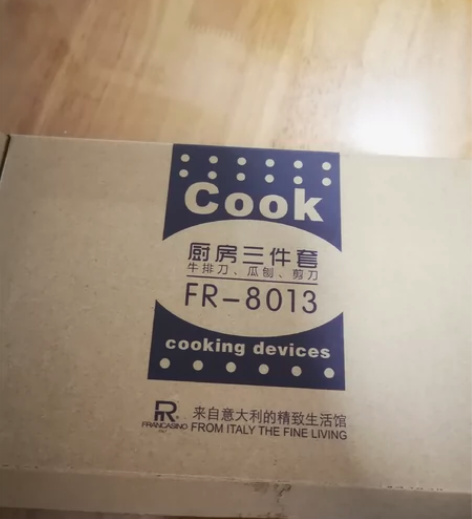 Cook
厨房三件套
牛排刀、瓜刨、剪刀
FR-8013
cooking devices
R
FRANCASINO
来自意大利的精致生活馆
FROM ITALY THE FINE LIVING